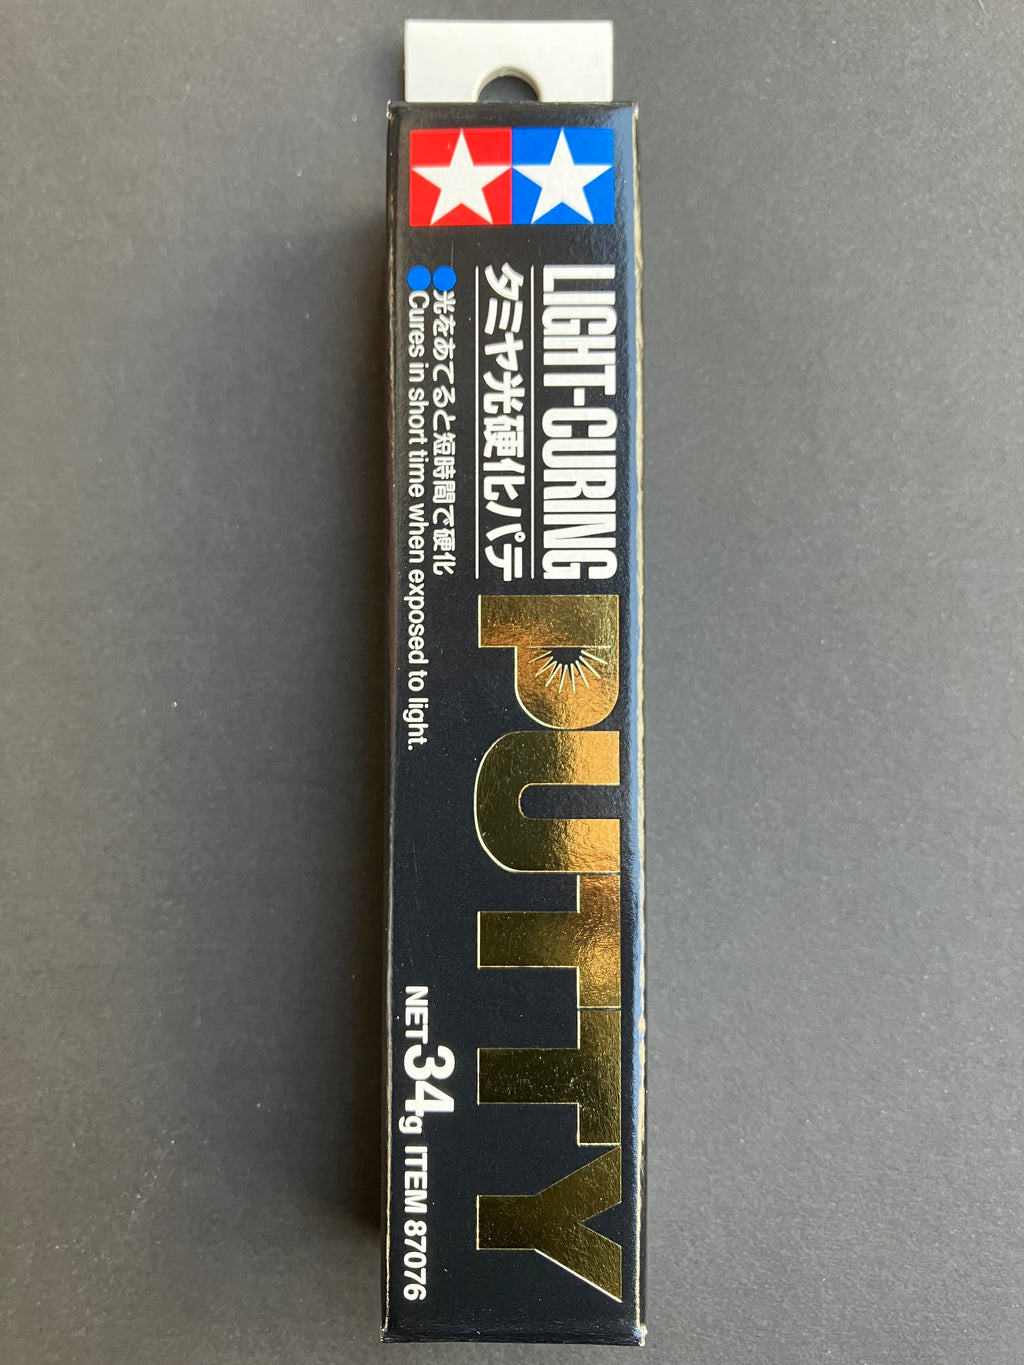 LIGHT-CURING
タミヤ光硬化パテ
PUTTY
光をあてると短時間で硬化
Cures in short time when exposed to light.
NET 34g ITEM 87076